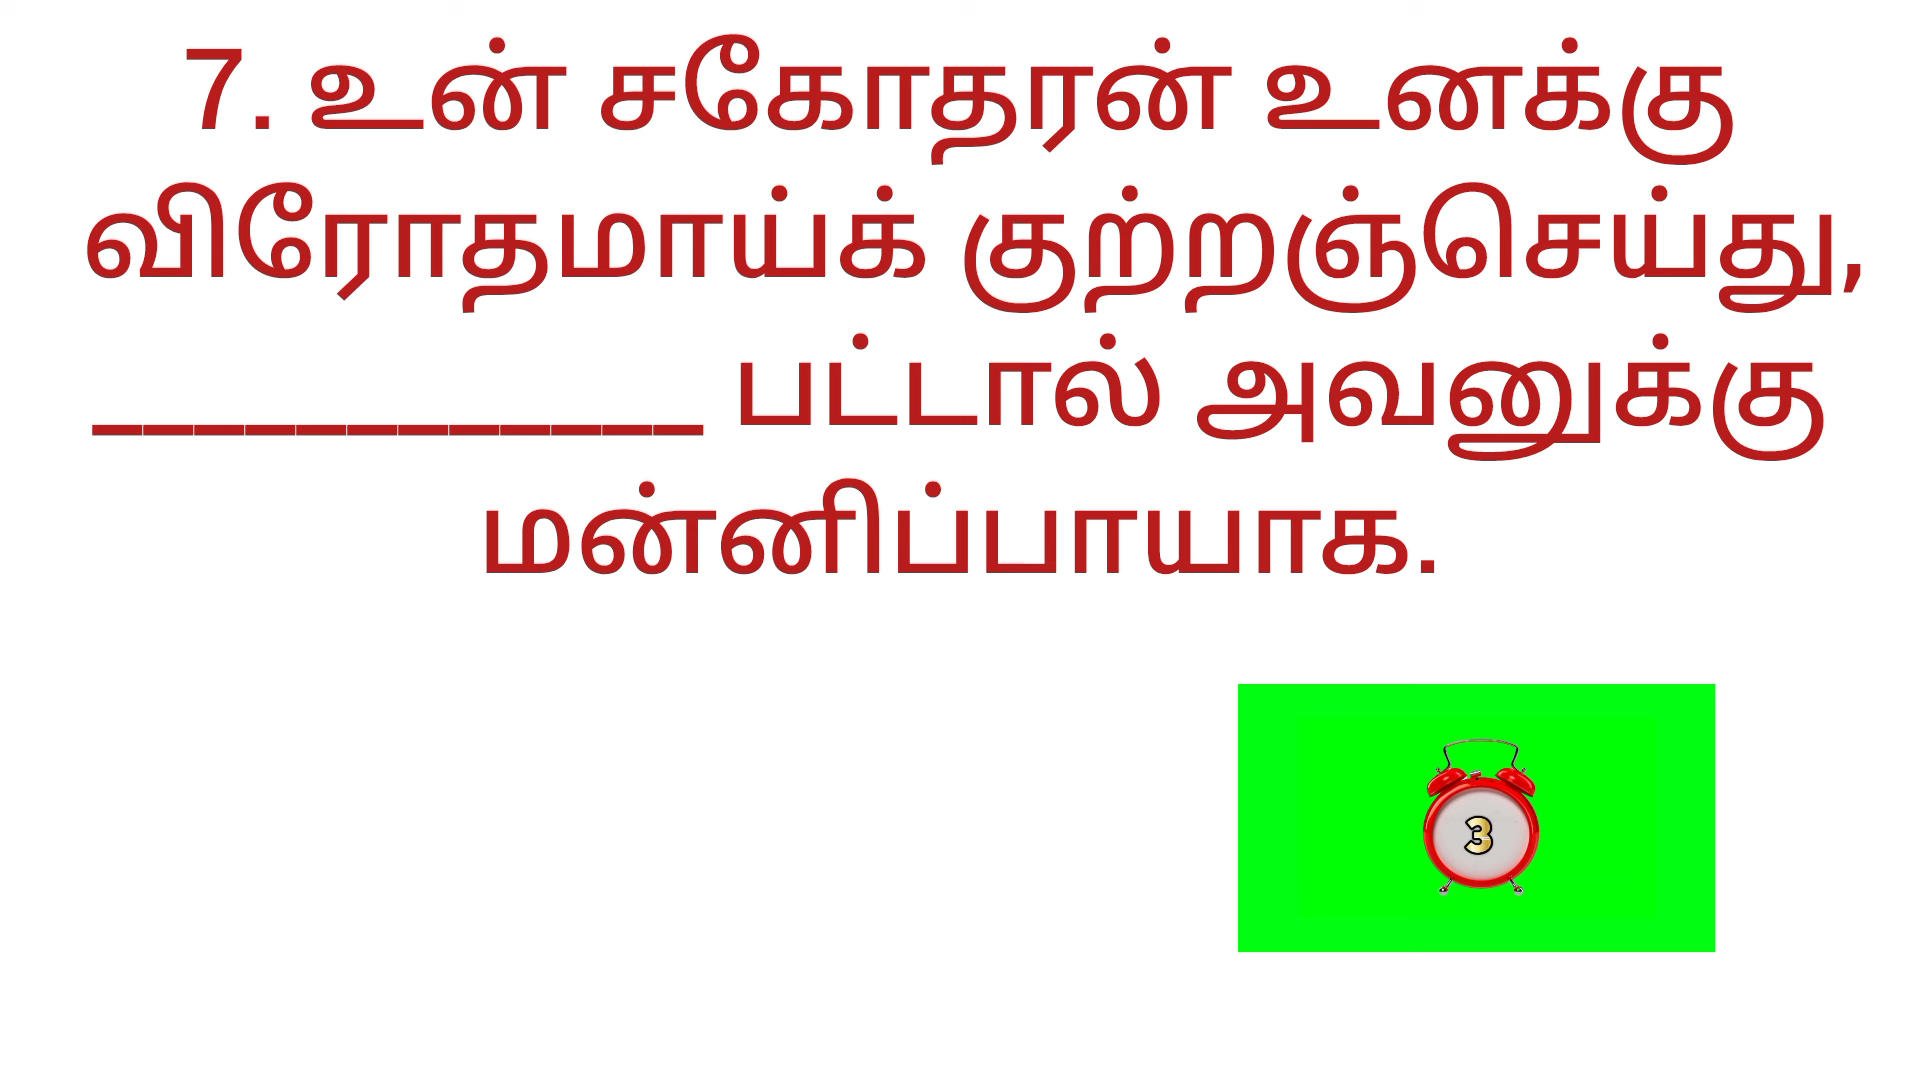 7. உன் சகோதரன் உனக்கு
விரோதமாய்க் குற்றஞ்செய்து,
____________ பட்டால் அவனுக்கு
மன்னிப்பாயாக.
3